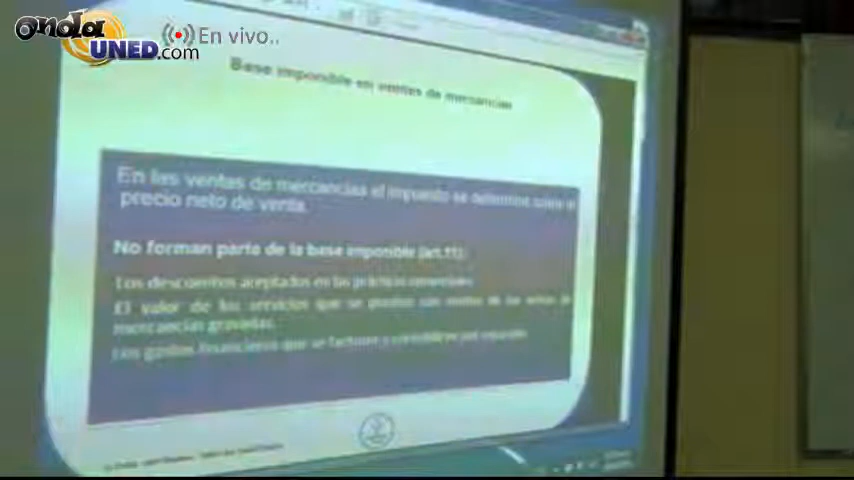 onda
UNED.com
En vivo..
Base imponible en ventes de mercancías
En las ventas de mercancías el impuesto se determina sobre el
precio neto de venta.
No forman parte de la base imponible (art.11):
Los descuentos aceptados en las prácticas comerciales
El valor de los servicios que se presten con motivo de las ventas de
mercancías gravadas.
Los gastos financieros que se facturen y contabilicen por separado